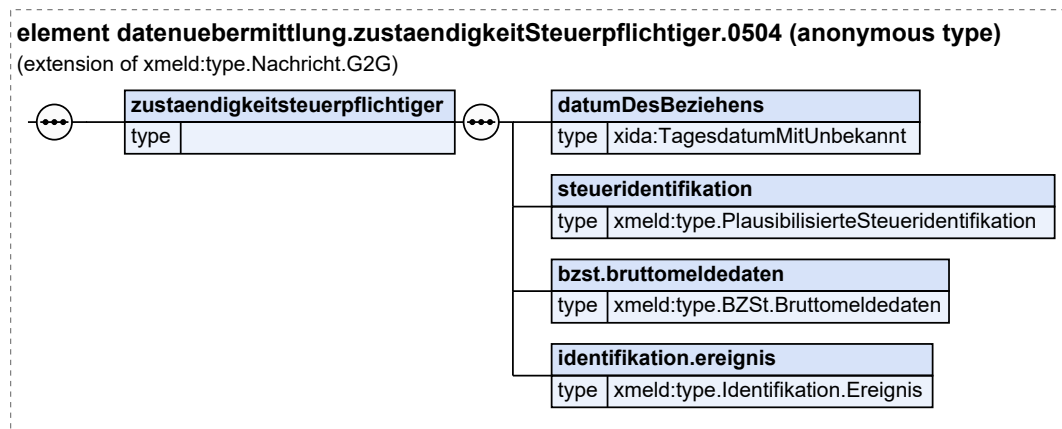 element datenuebermittlung.zustaendigkeitSteuerpflichtiger.0504 (anonymous type)
(extension of xmeld:type.Nachricht.G2G)
zustaendigkeitsteuerpflichtiger
type
datumDesBeziehens
type xida:TagesdatumMitUnbekannt
steueridentifikation
type xmeld:type.PlausibilisierteSteueridentifikation
bzst.bruttomeldedaten
type xmeld:type.BZSt.Bruttomeldedaten
identifikation.ereignis
type xmeld:type.Identifikation.Ereignis